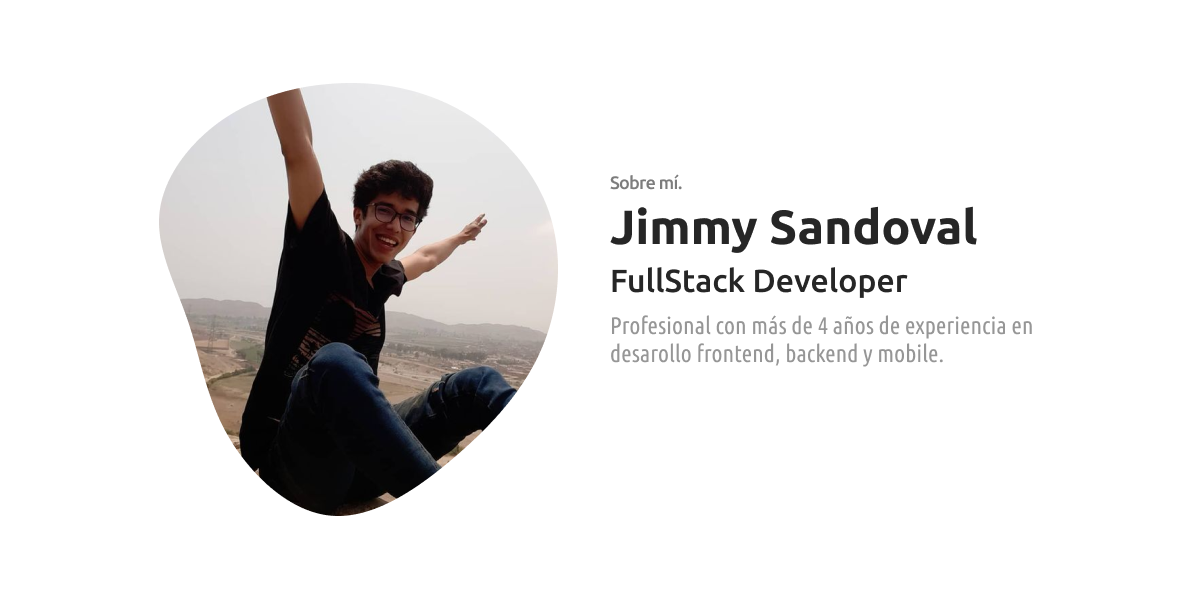 Sobre mí.
Jimmy Sandoval
FullStack Developer
Profesional con más de 4 años de experiencia en
desarollo frontend, backend y mobile.